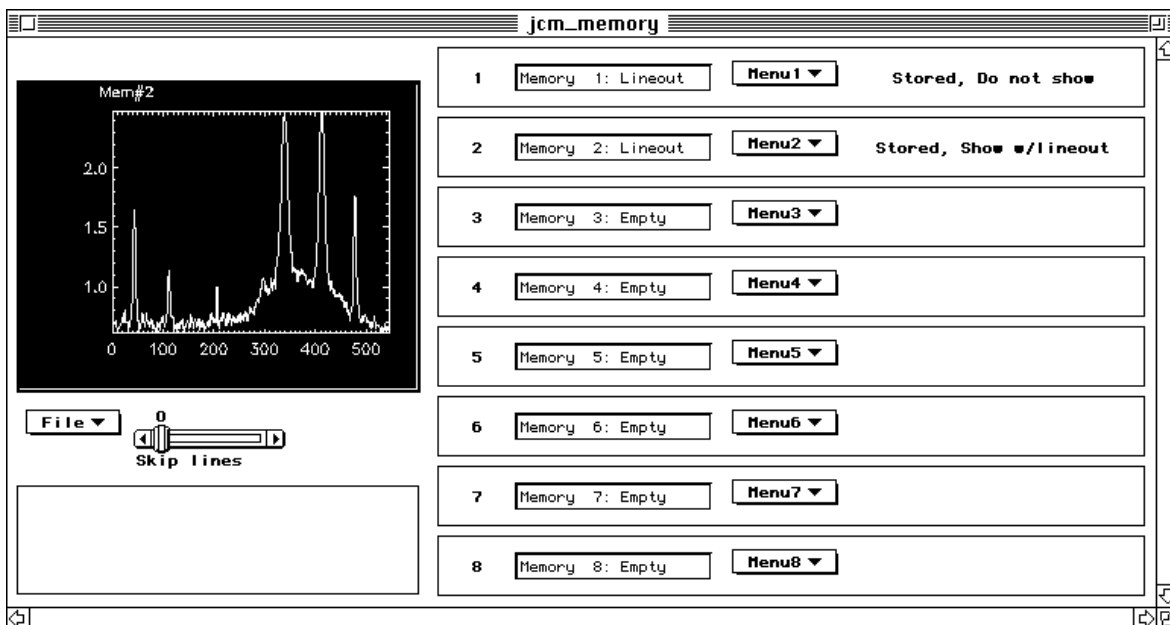 jcm_memory
Mem#2
2.0
1.5
1.0
0 100 200 300 400 500
File
0
Skip lines
1 Memory 1: Lineout Menu1 Stored, Do not show
2 Memory 2: Lineout Menu2 Stored, Show w/lineout
3 Memory 3: Empty Menu3
4 Memory 4: Empty Menu4
5 Memory 5: Empty Menu5
6 Memory 6: Empty Menu6
7 Memory 7: Empty Menu7
8 Memory 8: Empty Menu8